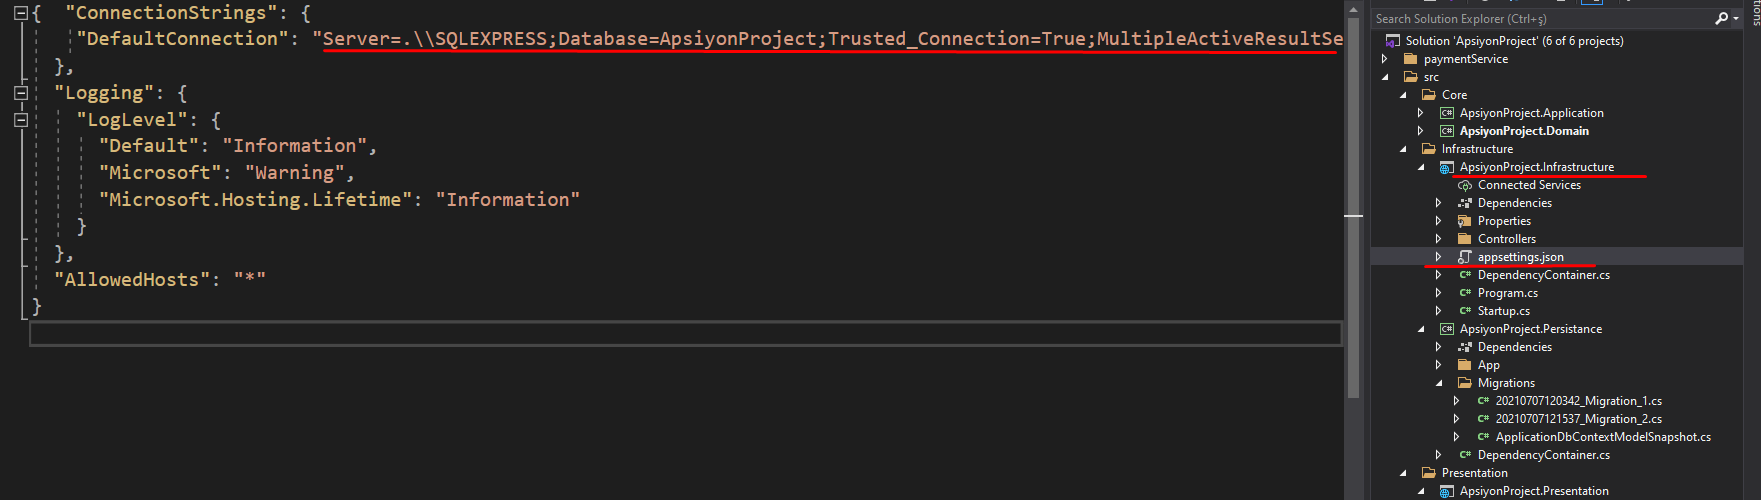 {  "ConnectionStrings": {
"DefaultConnection": "Server=.\\SQLEXPRESS;Database=ApsiyonProject;Trusted_Connection=True;MultipleActiveResultSe
},
"Logging": {
"LogLevel": {
"Default": "Information",
"Microsoft": "Warning",
"Microsoft.Hosting.Lifetime": "Information"
}
},
"AllowedHosts": "*"
}
Search Solution Explorer (Ctrl+ş)
Solution 'ApsiyonProject' (6 of 6 projects)
paymentService
src
Core
C# ApsiyonProject.Application
C# ApsiyonProject.Domain
Infrastructure
ApsiyonProject.Infrastructure
Connected Services
Dependencies
Properties
Controllers
appsettings.json
C# DependencyContainer.cs
C# Program.cs
C# Startup.cs
C# ApsiyonProject.Persistance
Dependencies
App
Migrations
C# 20210707120342_Migration_1.cs
C# 20210707121537_Migration_2.cs
C# ApplicationDbContextModelSnapshot.cs
C# DependencyContainer.cs
Presentation
ApsiyonProject.Presentation